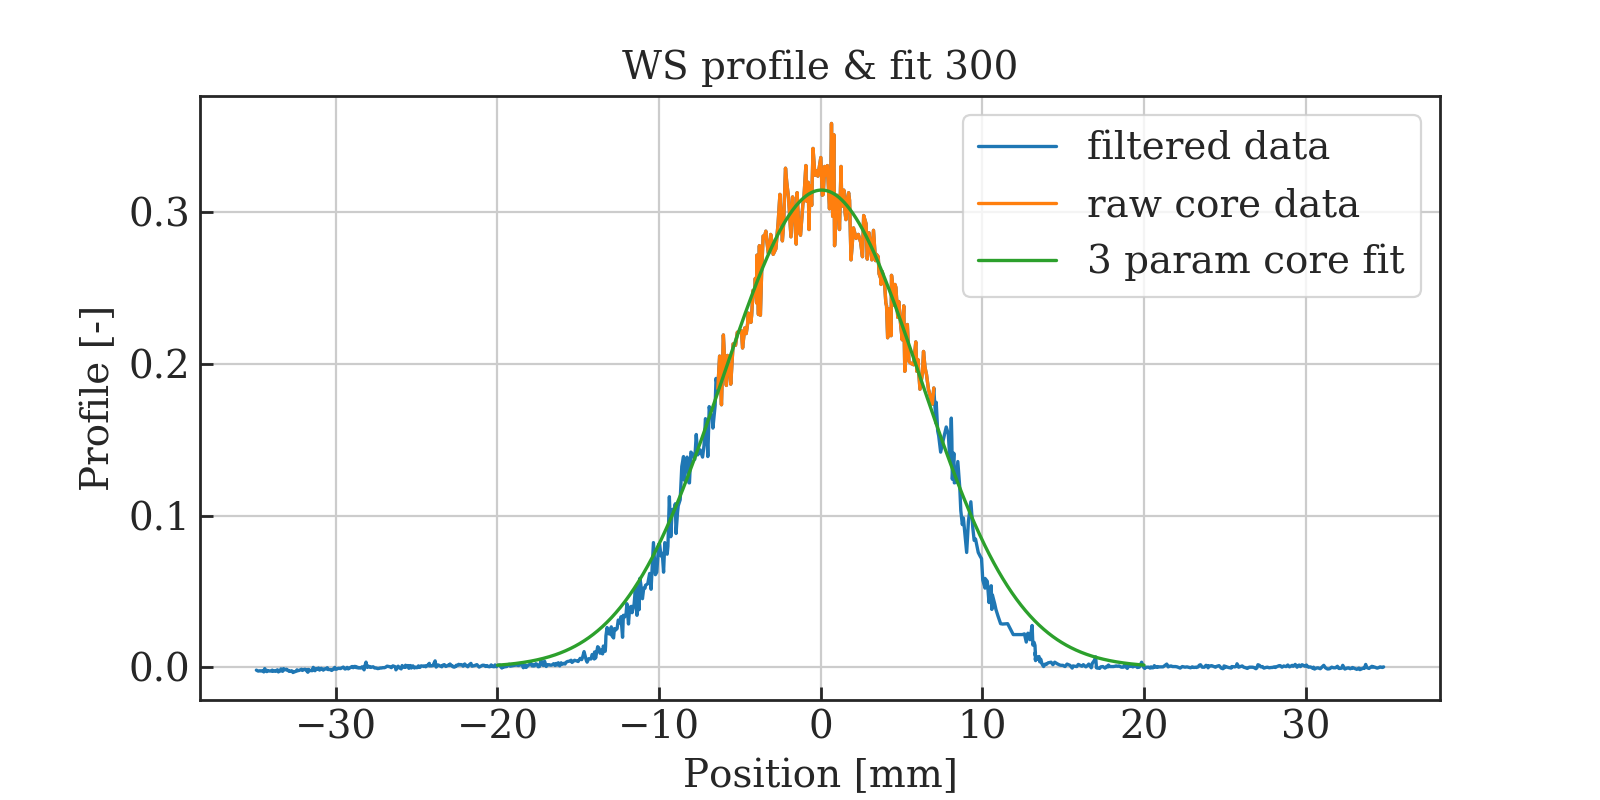 WS profile & fit 300
filtered data
raw core data
3 param core fit
Profile [-]
0.3
0.2
0.1
0.0
−30 −20 −10 0 10 20 30
Position [mm]